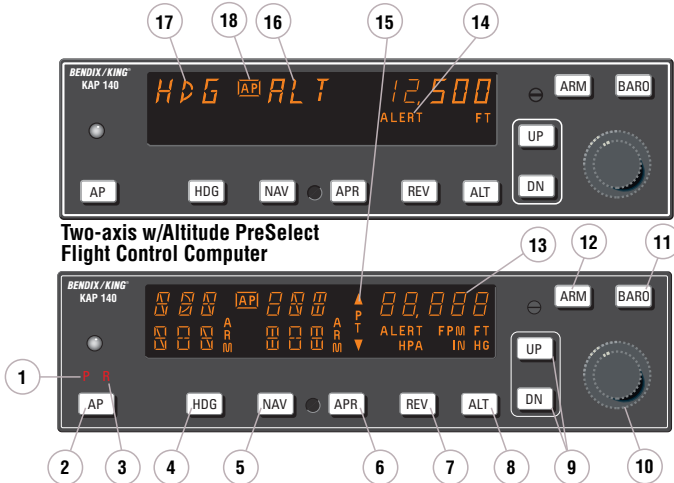 17 18 16 15 14
BENDIX/KING®
KAP 140
HDG AP ALT 12,500
ALERT FT
ARM BARO
UP
DN
AP HDG NAV APR REV ALT
Two-axis w/Altitude PreSelect
Flight Control Computer
13 12 11
BENDIX/KING®
KAP 140
AP 88,888
ARM ARM PT
ALERT FPM FT
HPA IN HG
ARM BARO
UP
DN
1
P R
AP HDG NAV APR REV ALT
2 3 4 5 6 7 8 9 10